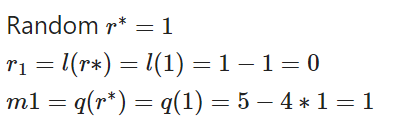 Random r* = 1
r₁ = l(r∗) = l(1) = 1 − 1 = 0
m1 = q(r*) = q(1) = 5 − 4 ∗ 1 = 1